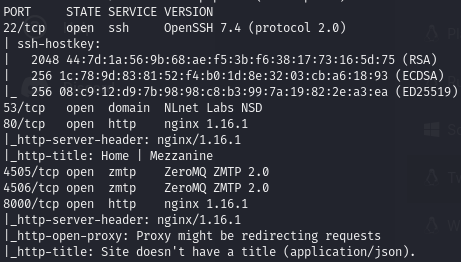 PORT     STATE SERVICE VERSION
22/tcp   open  ssh     OpenSSH 7.4 (protocol 2.0)
| ssh-hostkey:
|   2048 44:7d:1a:56:9b:68:ae:f5:3b:f6:38:17:73:16:5d:75 (RSA)
|   256 1c:78:9d:83:81:52:f4:b0:1d:8e:32:03:cb:a6:18:93 (ECDSA)
|_  256 08:c9:12:d9:7b:98:98:c8:b3:99:7a:19:82:2e:a3:ea (ED25519)
53/tcp   open  domain  NLnet Labs NSD
80/tcp   open  http    nginx 1.16.1
|_http-server-header: nginx/1.16.1
|_http-title: Home | Mezzanine
4505/tcp open  zmtp    ZeroMQ ZMTP 2.0
4506/tcp open  zmtp    ZeroMQ ZMTP 2.0
8000/tcp open  http    nginx 1.16.1
|_http-server-header: nginx/1.16.1
|_http-open-proxy: Proxy might be redirecting requests
|_http-title: Site doesn't have a title (application/json).